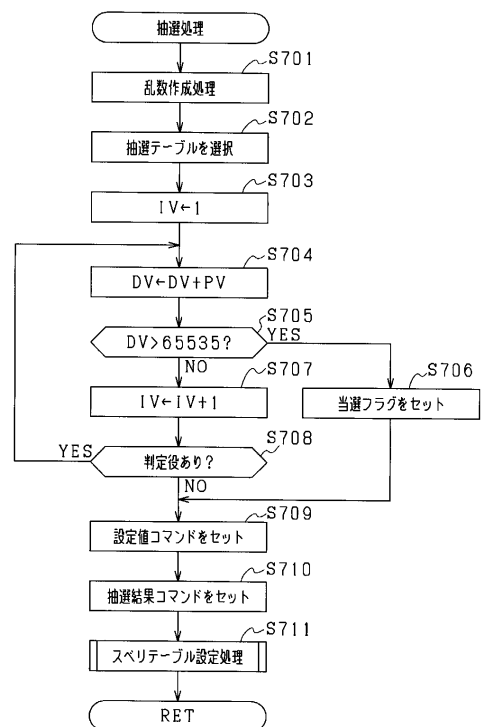 抽選処理
S701
乱数作成処理
S702
抽選テーブルを選択
S703
IV←1
S704
DV←DV+PV
S705
DV>65535?
YES
NO
S707
IV←IV+1
S706
当選フラグをセット
S708
YES
判定役あり?
NO
S709
設定値コマンドをセット
S710
抽選結果コマンドをセット
S711
スベリテーブル設定処理
RET